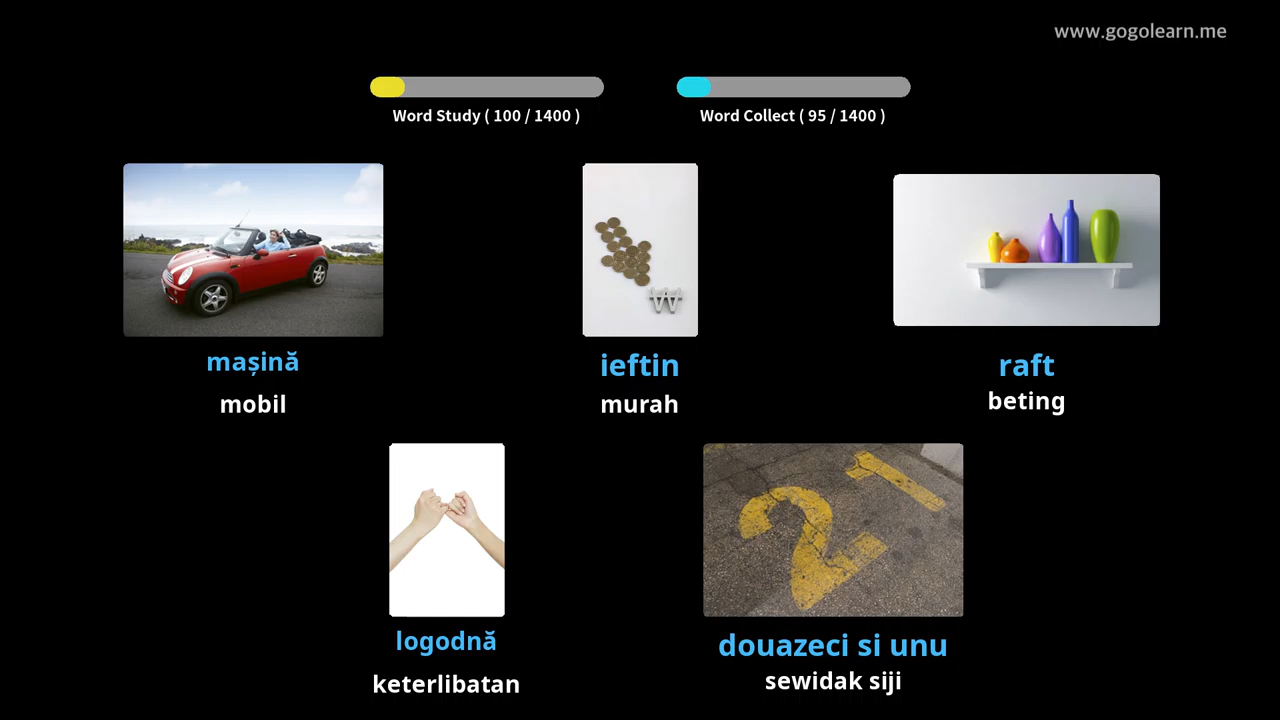 www.gogolearn.me
Word Study ( 100 / 1400 )
Word Collect ( 95 / 1400 )
mașină
mobil
ieftin
murah
raft
beting
₩
logodnă
keterlibatan
21
douazeci si unu
sewidak siji